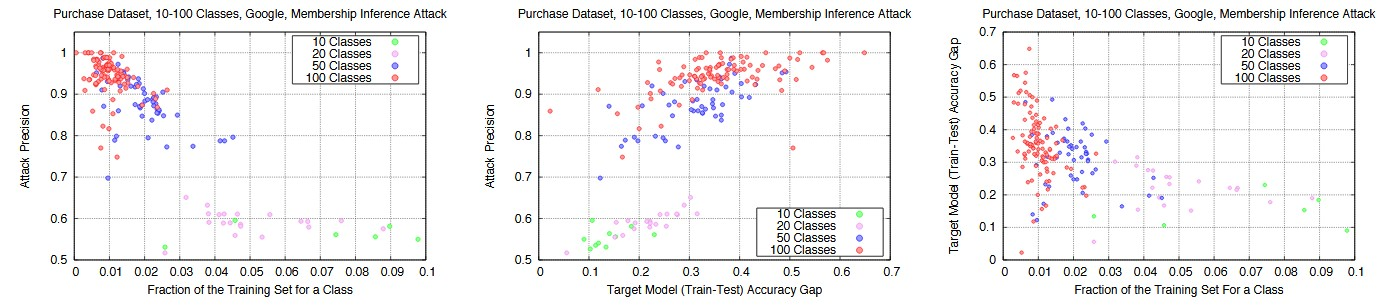 Purchase Dataset, 10-100 Classes, Google, Membership Inference Attack
Attack Precision
1
0.9
0.8
0.7
0.6
0.5
0 0.01 0.02 0.03 0.04 0.05 0.06 0.07 0.08 0.09 0.1
Fraction of the Training Set for a Class
10 Classes
20 Classes
50 Classes
100 Classes
Purchase Dataset, 10-100 Classes, Google, Membership Inference Attack
Attack Precision
1
0.9
0.8
0.7
0.6
0.5
0 0.1 0.2 0.3 0.4 0.5 0.6 0.7
Target Model (Train-Test) Accuracy Gap
10 Classes
20 Classes
50 Classes
100 Classes
Purchase Dataset, 10-100 Classes, Google, Membership Inference Attack
Target Model (Train-Test) Accuracy Gap
0.7
0.6
0.5
0.4
0.3
0.2
0.1
0
0 0.01 0.02 0.03 0.04 0.05 0.06 0.07 0.08 0.09 0.1
Fraction of the Training Set For a Class
10 Classes
20 Classes
50 Classes
100 Classes